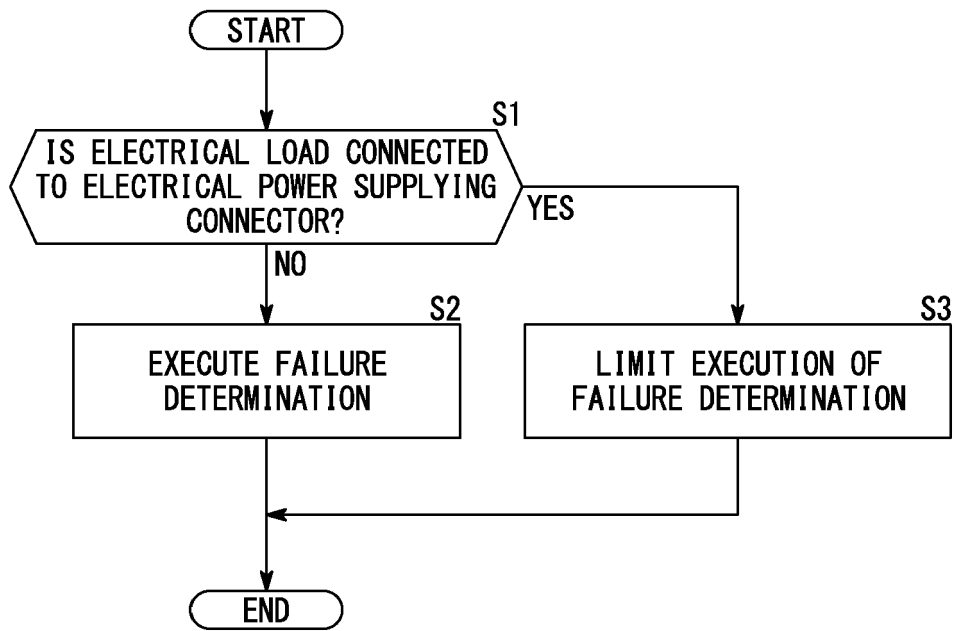 START
S1
IS ELECTRICAL LOAD CONNECTED
TO ELECTRICAL POWER SUPPLYING
CONNECTOR?
YES
NO
S2
EXECUTE FAILURE
DETERMINATION
S3
LIMIT EXECUTION OF
FAILURE DETERMINATION
END